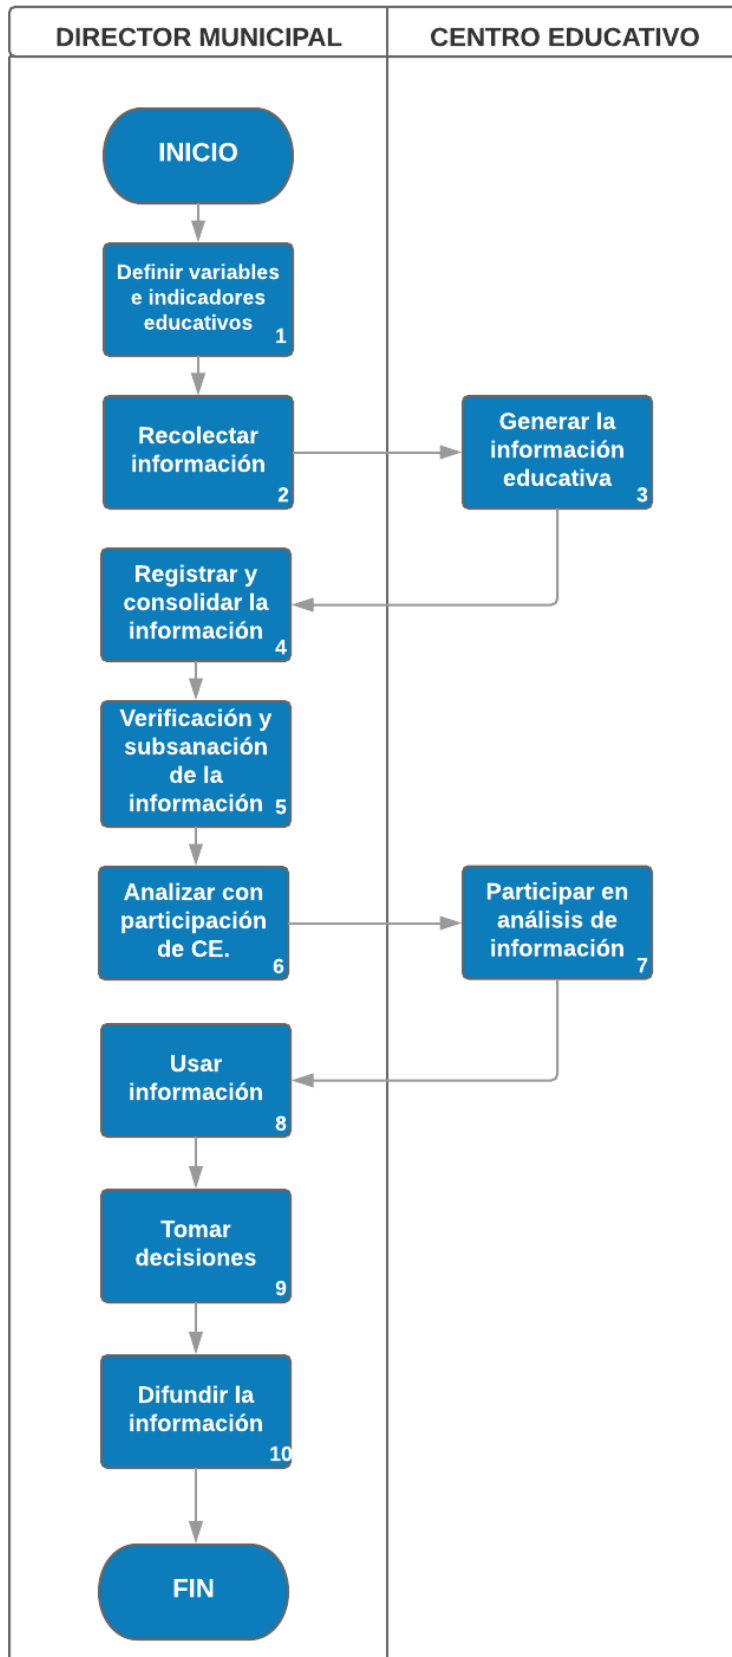 DIRECTOR MUNICIPAL
CENTRO EDUCATIVO
INICIO
Definir variables
e indicadores
educativos
1
Recolectar
información
2
Generar la
información
educativa
3
Registrar y
consolidar la
información
4
Verificación y
subsanación
de la
información
5
Analizar con
participación
de CE.
6
Participar en
análisis de
información
7
Usar
información
8
Tomar
decisiones
9
Difundir la
información
10
FIN